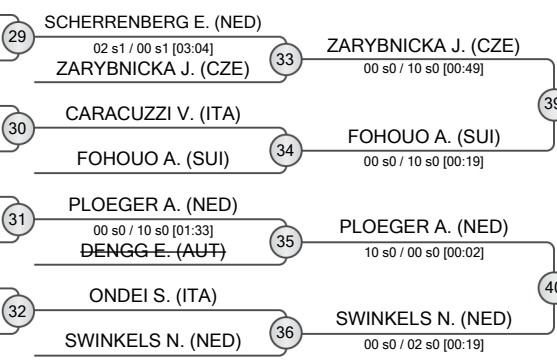 SCHERRENBERG E. (NED)
29
02 s1 / 00 s1 [03:04]
ZARYBNICKA J. (CZE)
33
ZARYBNICKA J. (CZE)
00 s0 / 10 s0 [00:49]
39
CARACUZZI V. (ITA)
30
FOHOUO A. (SUI)
34
FOHOUO A. (SUI)
00 s0 / 10 s0 [00:19]
PLOEGER A. (NED)
31
00 s0 / 10 s0 [01:33]
DENGG E. (AUT)
35
PLOEGER A. (NED)
10 s0 / 00 s0 [00:02]
40
ONDEI S. (ITA)
32
SWINKELS N. (NED)
36
SWINKELS N. (NED)
00 s0 / 02 s0 [00:19]